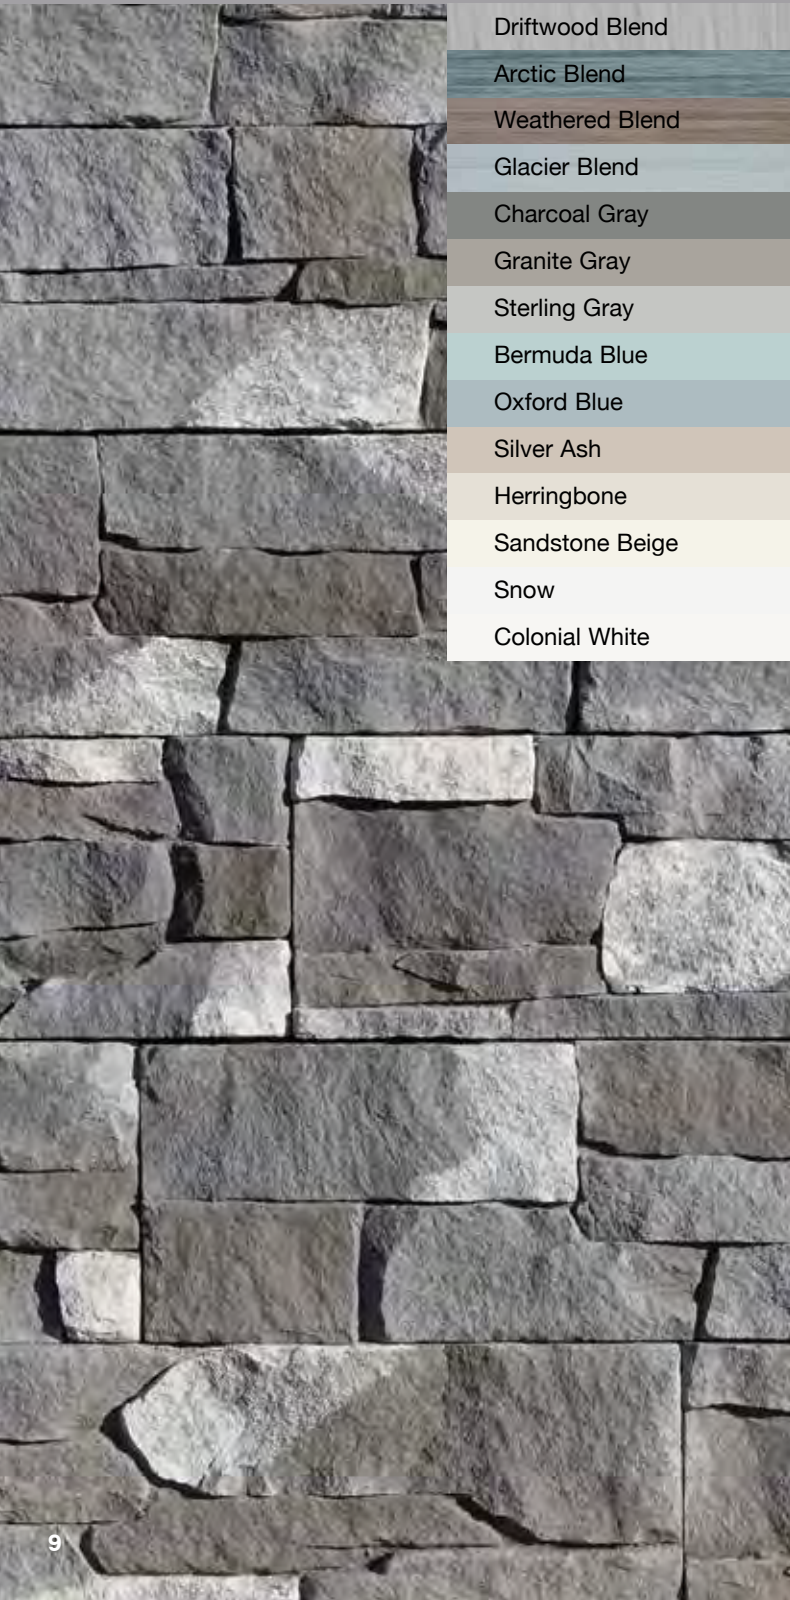 Driftwood Blend
Arctic Blend
Weathered Blend
Glacier Blend
Charcoal Gray
Granite Gray
Sterling Gray
Bermuda Blue
Oxford Blue
Silver Ash
Herringbone
Sandstone Beige
Snow
Colonial White
9